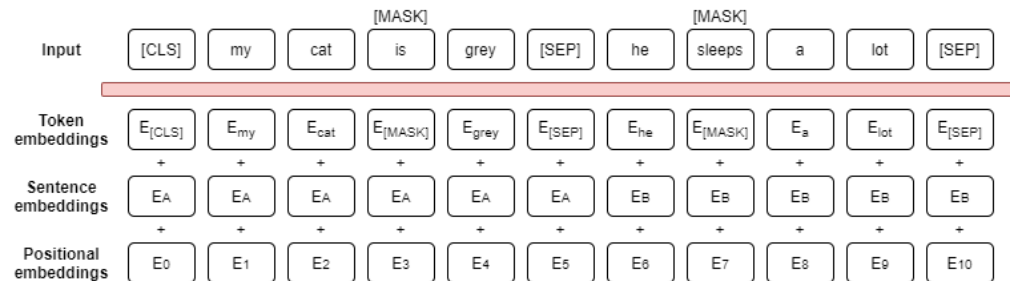 [MASK] [MASK]
Input [CLS] my cat is grey [SEP] he sleeps a lot [SEP]
Token embeddings E[CLS] Emy Ecat E[MASK] Egrey E[SEP] Ehe E[MASK] Ea Elot E[SEP]
+ + + + + + + + + + +
Sentence embeddings EA EA EA EA EA EA EB EB EB EB EB
+ + + + + + + + + + +
Positional embeddings E0 E1 E2 E3 E4 E5 E6 E7 E8 E9 E10